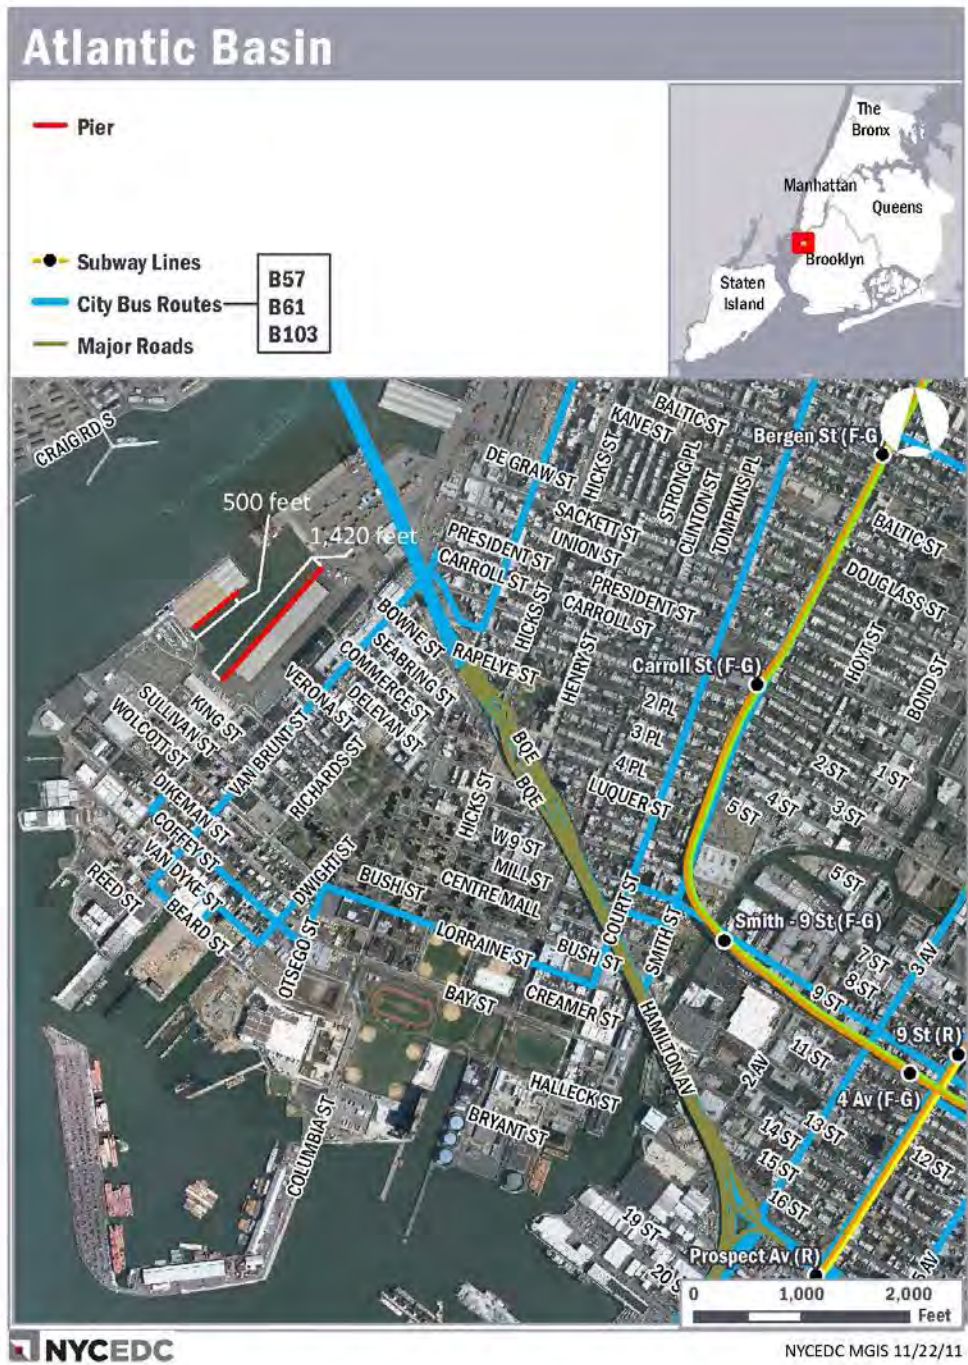 Atlantic Basin
Pier
Subway Lines
City Bus Routes
Major Roads
B57
B61
B103
The
Bronx
Manhattan
Queens
Brooklyn
Staten
Island
CRAIG RD S
500 feet
1,420 feet
BALTIC ST
KANE ST
HICKS ST
STRONG PL
CLINTON ST
TOMPKINS PL
Bergen St (F-G
DE GRAW ST
SACKETT ST
UNION ST
PRESIDENT ST
CARROLL ST
PRESIDENT ST
CARROLL ST
HICKS ST
HENRY ST
BALTIC ST
DOUGLASS ST
HOYT ST
BOND ST
Carroll St (F-G)
BOWNE ST
SEABRING ST
COMMERCE ST
RAPELYE ST
VERONA ST
DELEVAN ST
KING ST
SULLIVAN ST
WOLCOTT ST
VAN BRUNT ST
RICHARDS ST
2 PL
3 PL
4 PL
LUQUER ST
BQE
BQE
HICKS ST
W 9 ST
MILL ST
CENTRE MALL
2 ST
1 ST
4 ST
3 ST
5 ST
5 ST
DIKEMAN ST
COFFEY ST
VAN DYKE ST
REED ST
BEARD ST
DWIGHT ST
BUSH ST
OTSEGO ST
LORRAINE ST
BUSH ST
COURT ST
SMITH ST
Smith - 9 St (F-G)
BAY ST
CREAMER ST
HAMILTON AV
7 ST
8 ST
3 AV
9 ST
9 St (R)
11 ST
2 AV
4 Av (F-G)
HALLECK ST
BRYANT ST
COLUMBIA ST
13 ST
14 ST
15 ST
16 ST
12 ST
19 ST
20 S
Prospect Av (R)
5 AV
0 1,000 2,000
Feet
NYCEDC
NYCEDC MGIS 11/22/11